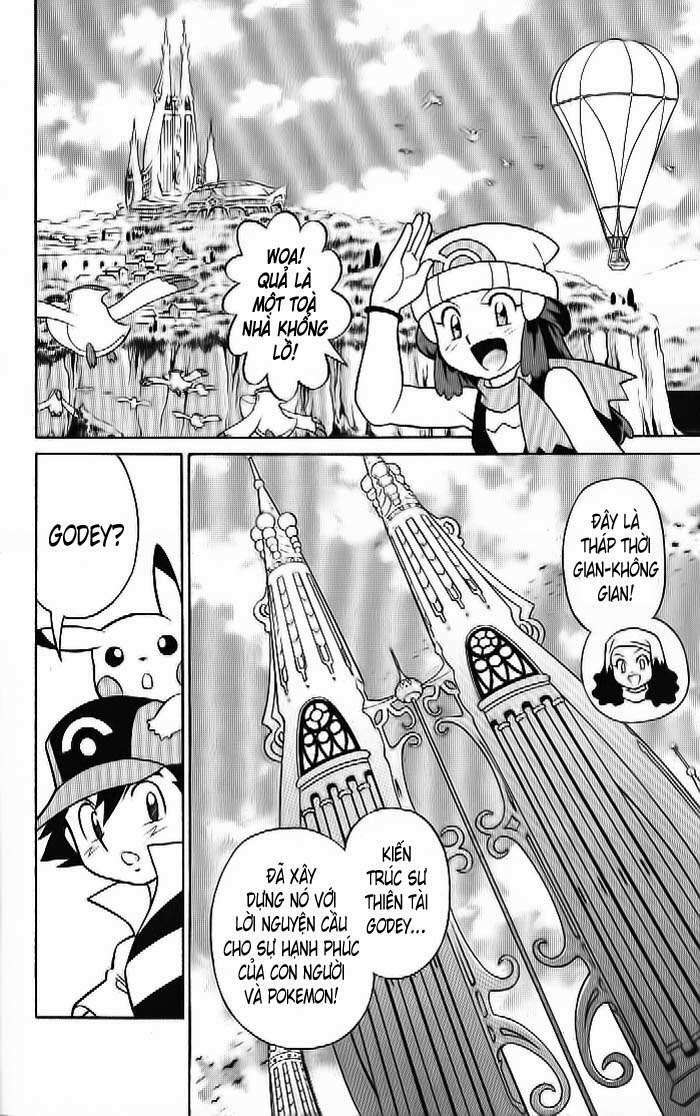 WOA!
QUẢ LÀ
MỘT TOÀ
NHÀ KHỔNG
LỒ!
ĐÂY LÀ
THÁP THỜI
GIAN-KHÔNG
GIAN!
KIẾN
TRÚC SƯ
THIÊN TÀI
GODEY...
ĐÃ XÂY
DỰNG NÓ VỚI
LỜI NGUYỆN CẦU
CHO SỰ HẠNH PHÚC
CỦA CON NGƯỜI
VÀ POKEMON!
GODEY?